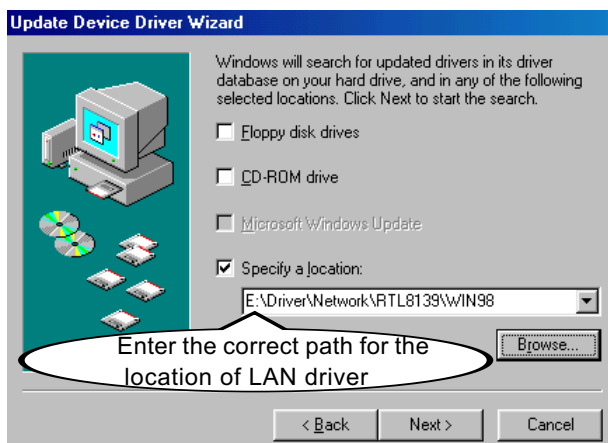 Update Device Driver Wizard
Windows will search for updated drivers in its driver
database on your hard drive, and in any of the following
selected locations. Click Next to start the search.
Floppy disk drives
CD-ROM drive
Microsoft Windows Update
Specify a location:
E:\Driver\Network\RTL8139\WIN98
Enter the correct path for the
location of LAN driver
Browse...
< Back
Next >
Cancel